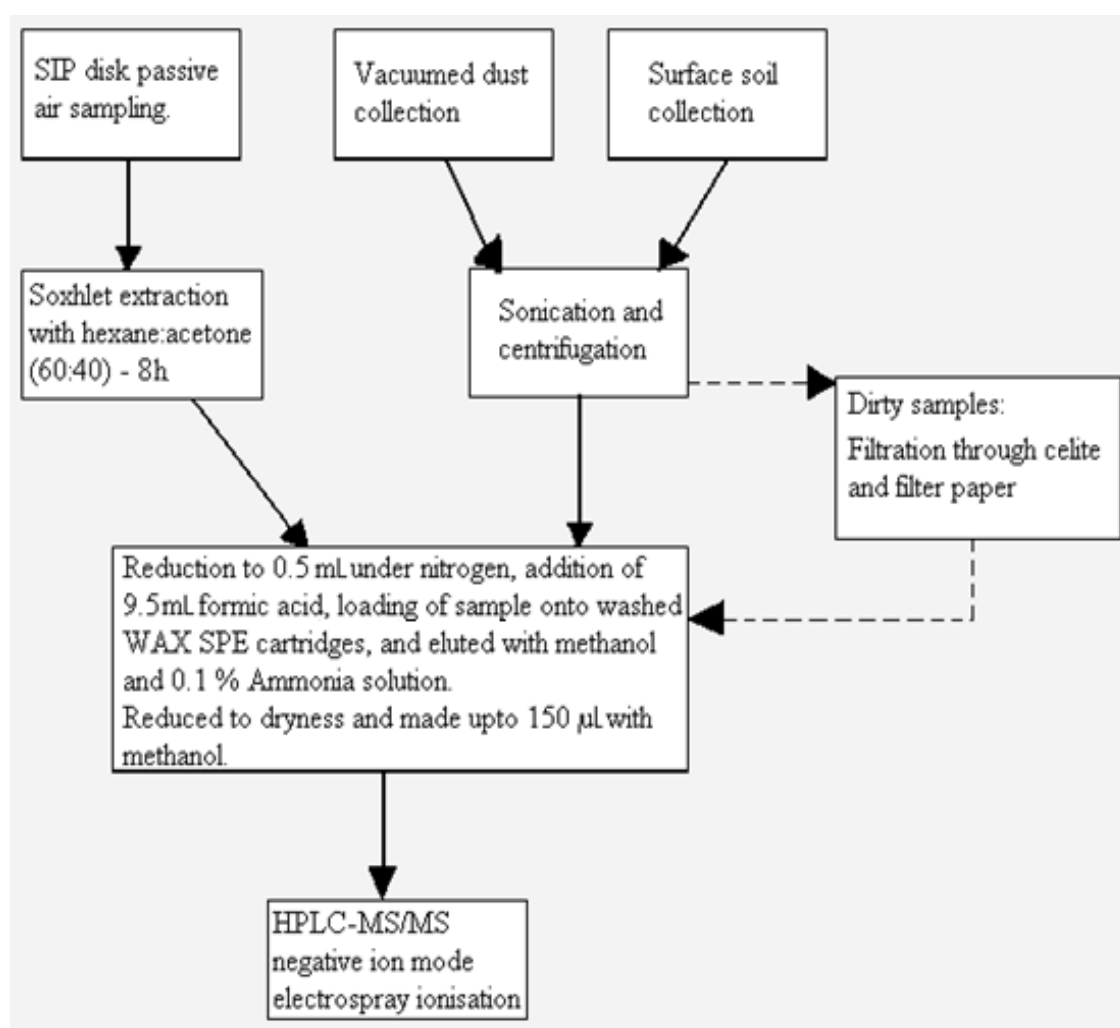 SIP disk passive
air sampling.
Vacuumed dust
collection
Surface soil
collection
Soxhlet extraction
with hexane:acetone
(60:40) - 8h
Sonication and
centrifugation
Dirty samples:
Filtration through celite
and filter paper
Reduction to 0.5 mL under nitrogen, addition of
9.5mL formic acid, loading of sample onto washed
WAX SPE cartridges, and eluted with methanol
and 0.1 % Ammonia solution.
Reduced to dryness and made upto 150 µL with
methanol.
HPLC-MS/MS
negative ion mode
electrospray ionisation